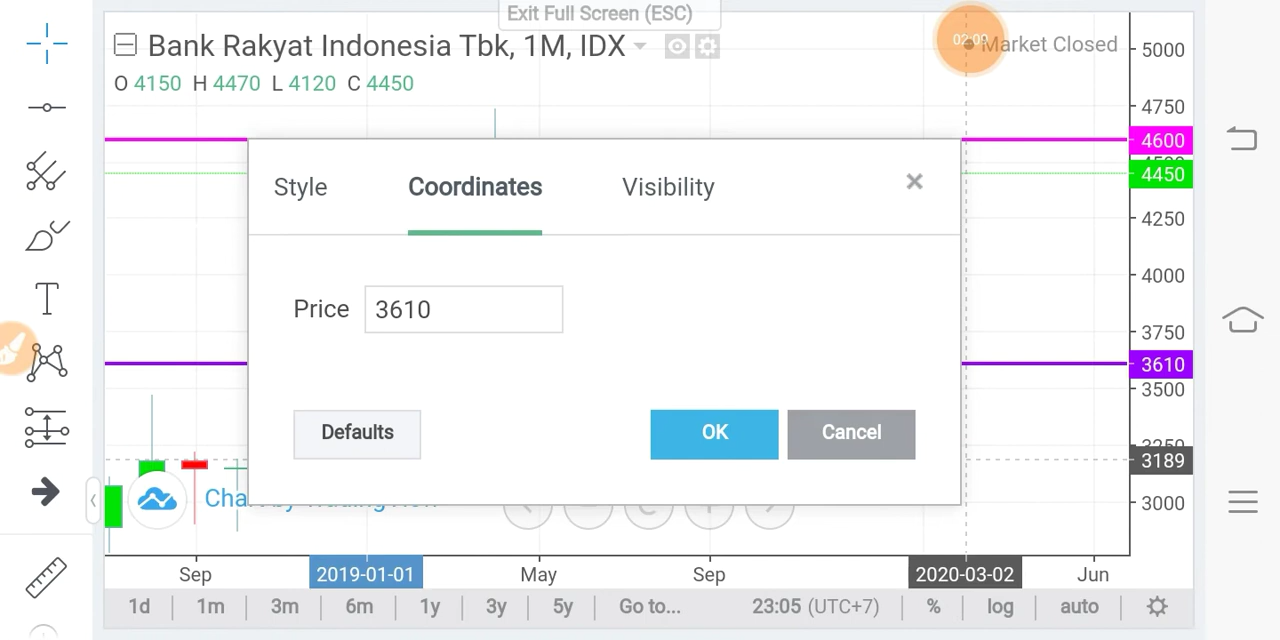 Exit Full Screen (ESC)
Bank Rakyat Indonesia Tbk, 1M, IDX
02:09
Market Closed
O 4150 H 4470 L 4120 C 4450
5000
4750
4600
4450
4250
4000
3750
3610
3500
3189
3000
Style
Coordinates
Visibility
×
Price
3610
Defaults
OK
Cancel
Sep
2019-01-01
May
Sep
2020-03-02
Jun
1d
1m
3m
6m
1y
3y
5y
Go to...
23:05 (UTC+7)
%
log
auto